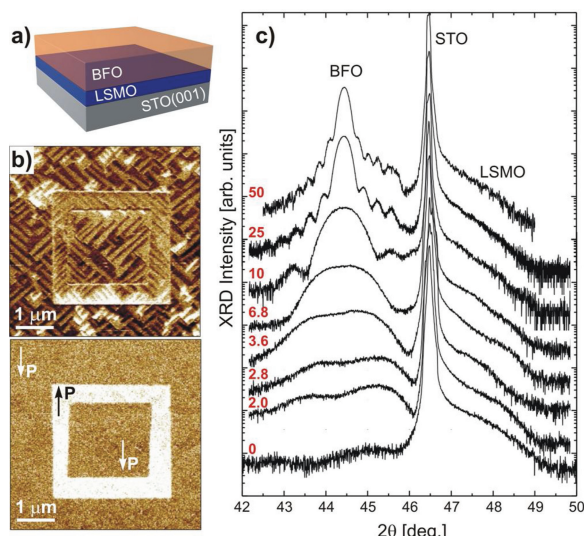 a)
BFO
LSMO
STO(001)
b)
1 µm
P
P
P
1 µm
c)
XRD Intensity [arb. units]
BFO
STO
LSMO
50
25
10
6.8
3.6
2.8
2.0
0
42 43 44 45 46 47 48 49 50
2θ [deg.]